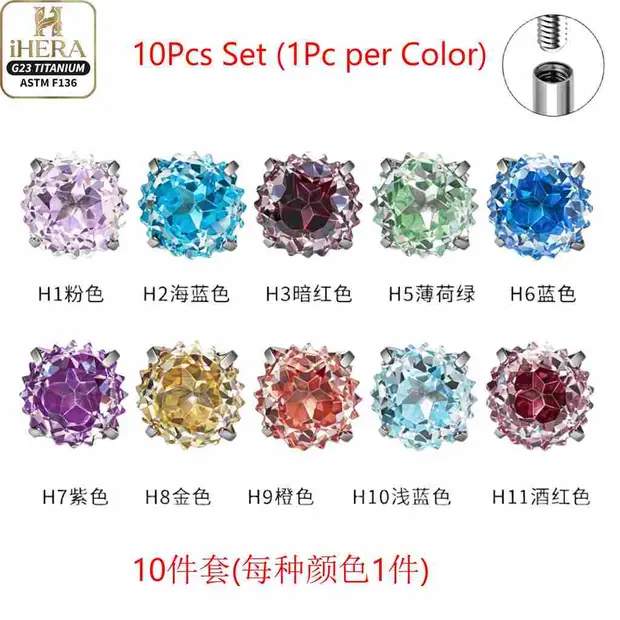 iHERA
G23 TITANIUM
ASTM F136
10Pcs Set (1Pc per Color)
H1粉色
H2海蓝色
H3暗红色
H5薄荷绿
H6蓝色
H7紫色
H8金色
H9橙色
H10浅蓝色
H11酒红色
10件套(每种颜色1件)